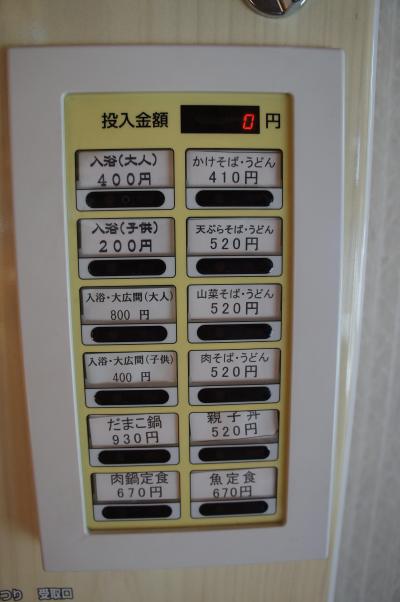 投入金額 0 円
入浴(大人)
400円
かけそば・うどん
410円
入浴(子供)
200円
天ぷらそば・うどん
520円
入浴・大広間(大人)
800 円
山菜そば・うどん
520円
入浴・大広間(子供)
400 円
肉そば・うどん
520円
だまこ鍋
930円
親子丼
520円
肉鍋定食
670円
魚定食
670円
つり 受取口